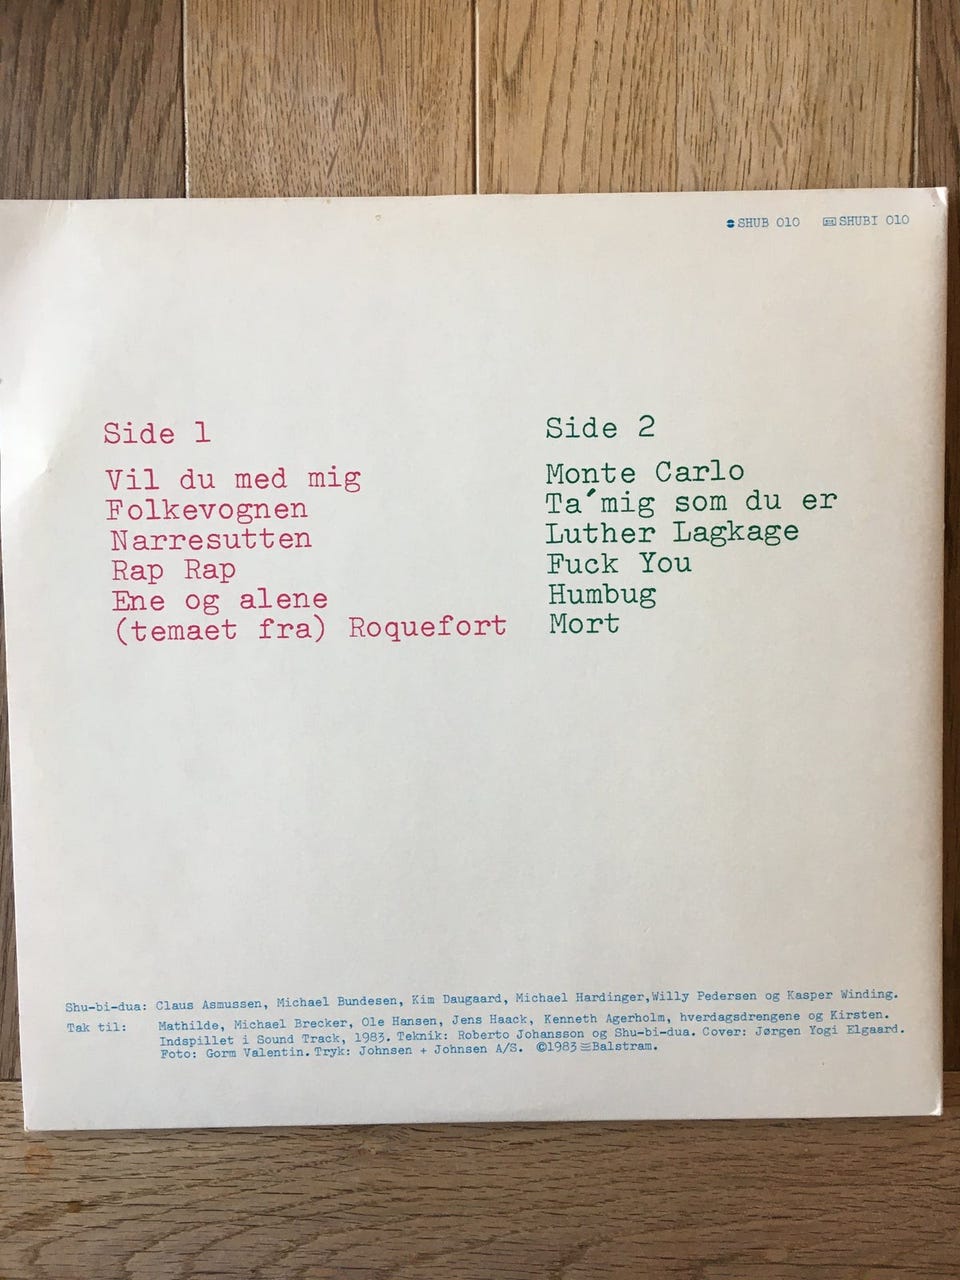 SHUB 010 SHUBI 010
Side 1
Vil du med mig
Folkevognen
Narresutten
Rap Rap
Ene og alene
(temaet fra) Roquefort
Side 2
Monte Carlo
Ta´mig som du er
Luther Lagkage
Fuck You
Humbug
Mort
Shu-bi-dua: Claus Asmussen, Michael Bundesen, Kim Daugaard, Michael Hardinger,Willy Pedersen og Kasper Winding.
Tak til: Mathilde, Michael Brecker, Ole Hansen, Jens Haack, Kenneth Agerholm, hverdagsdrengene og Kirsten.
Indspillet i Sound Track, 1983. Teknik: Roberto Johansson og Shu-bi-dua. Cover: Jørgen Yogi Elgaard.
Foto: Gorm Valentin. Tryk: Johnsen + Johnsen A/S. ©1983 Balstram.